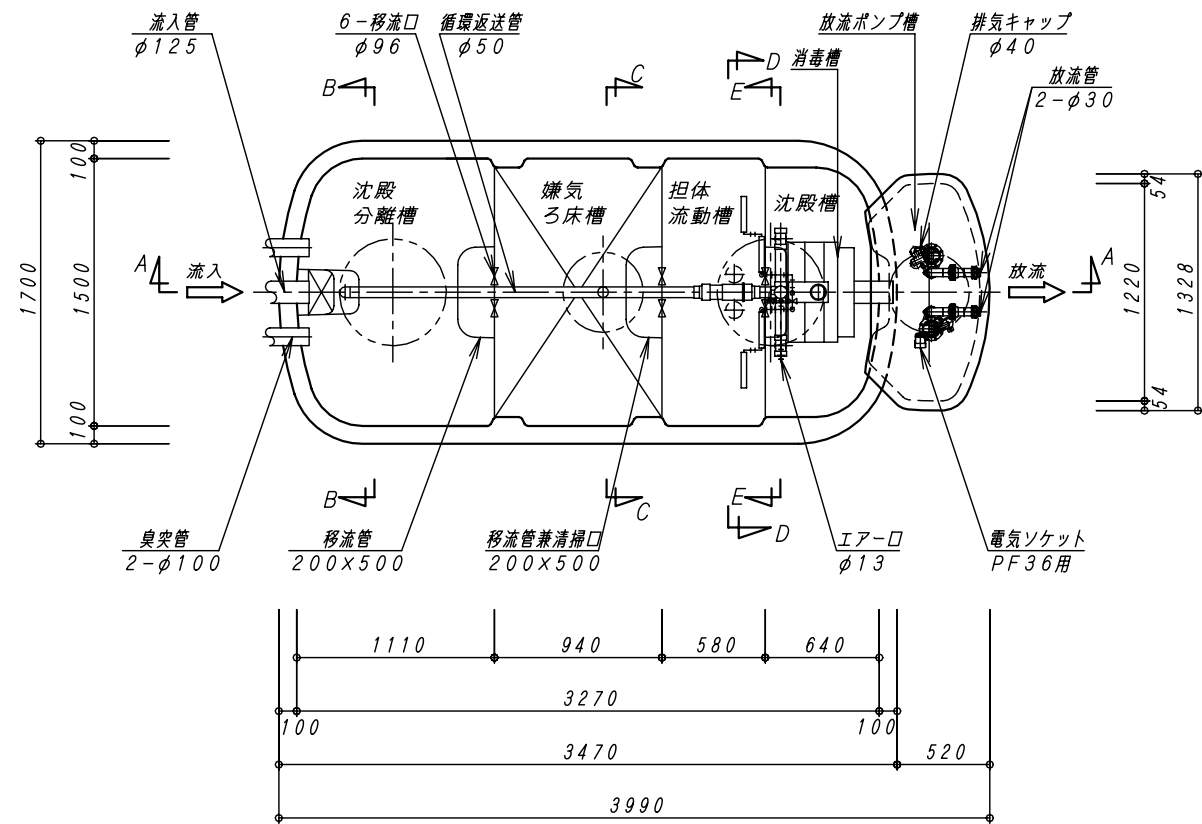 流入管
φ125
6-移流口
φ96
循環返送管
φ50
放流ポンプ槽
消毒槽
排気キャップ
φ40
放流管
2-φ30
B
C
D
E
沈殿
分離槽
嫌気
ろ床槽
担体
流動槽
沈殿槽
A
流入
放流
A
1700
1500
100
100
54
1220
1328
54
B
C
E
D
臭突管
2-φ100
移流管
200×500
移流管兼清掃口
200×500
エアー口
φ13
電気ソケット
PF36用
1110
940
580
640
3270
100
100
3470
520
3990